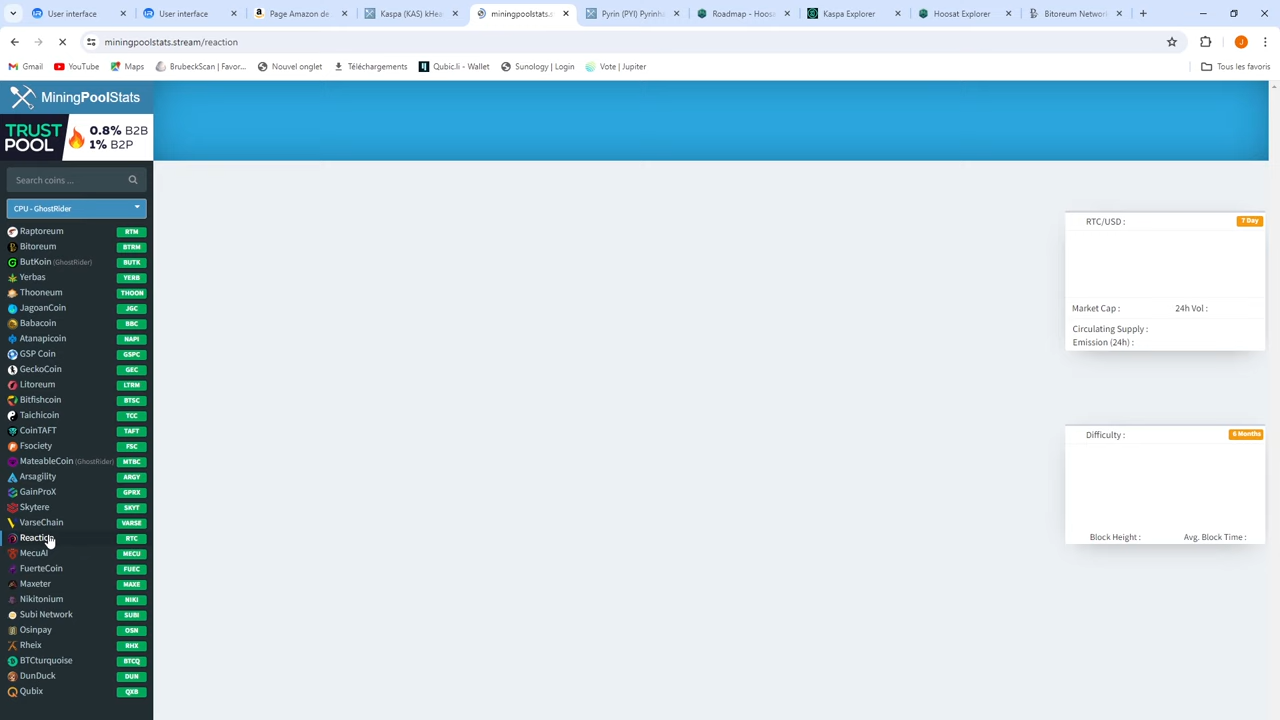 User interface
User interface
Page Amazon de
Kaspa (KAS) kHea
miningpoolstats.s
Pyrin (PYI) Pyrinha
Roadmap - Hoosa
Kaspa Explorer
Hoosat Explorer
Bitoreum Network
miningpoolstats.stream/reaction
Gmail
YouTube
Maps
BrubeckScan | Favor...
Nouvel onglet
Téléchargements
Qubic.li - Wallet
Sunology | Login
Vote | Jupiter
Tous les favoris
J
MiningPoolStats
TRUST POOL
0.8% B2B
1% B2P
Search coins ...
CPU - GhostRider
Raptoreum RTM
Bitoreum BTRM
ButKoin (GhostRider) BUTK
Yerbas YERB
Thooneum THOON
JagoanCoin JGC
Babacoin BBC
Atanapicoin NAPI
GSP Coin GSPC
GeckoCoin GEC
Litoreum LTRM
Bitfishcoin BTSC
Taichicoin TCC
CoinTAFT TAFT
Fsociety FSC
MateableCoin (GhostRider) MTBC
Arsagility ARGY
GainProX GPRX
Skytere SKYT
VarseChain VARSE
Reaction RTC
MecuAI MECU
FuerteCoin FUEC
Maxeter MAXE
Nikitonium NIKI
Subi Network SUBI
Osinpay OSN
Rheix RHX
BTCturquoise BTCQ
DunDuck DUN
Qubix QXB
RTC/USD :
7 Day
Market Cap :
24h Vol :
Circulating Supply :
Emission (24h) :
Difficulty :
6 Months
Block Height :
Avg. Block Time :